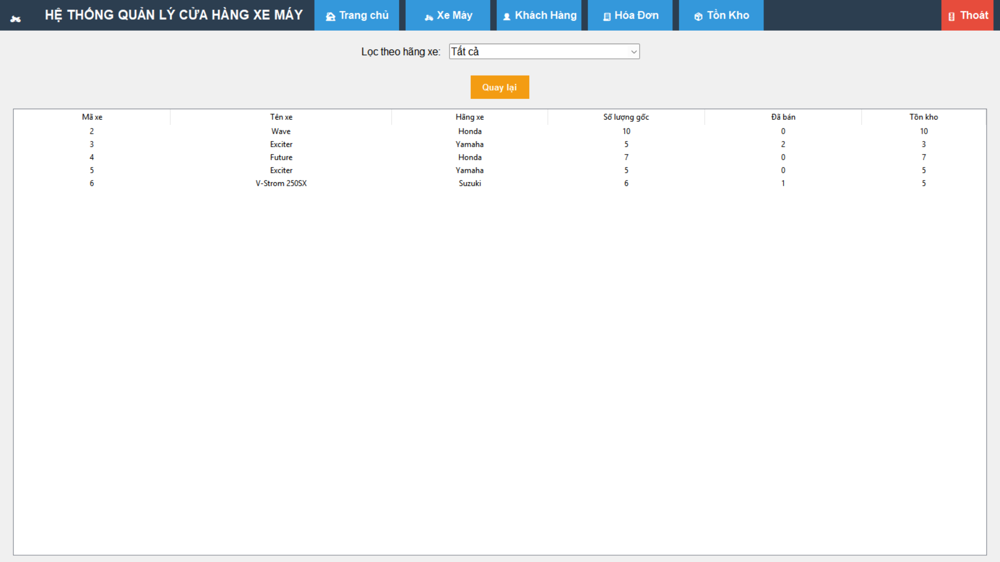 HỆ THỐNG QUẢN LÝ CỬA HÀNG XE MÁY Trang chủ Xe Máy Khách Hàng Hóa Đơn Tồn Kho Thoát
Lọc theo hãng xe: Tất cả
Quay lại
Mã xe Tên xe Hãng xe Số lượng gốc Đã bán Tồn kho
2 Wave Honda 10 0 10
3 Exciter Yamaha 5 2 3
4 Future Honda 7 0 7
5 Exciter Yamaha 5 0 5
6 V-Strom 250SX Suzuki 6 1 5